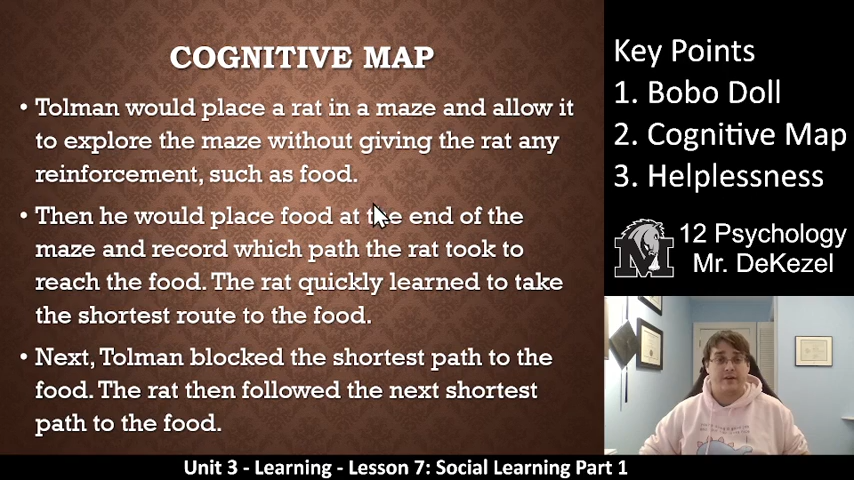 COGNITIVE MAP
• Tolman would place a rat in a maze and allow it
to explore the maze without giving the rat any
reinforcement, such as food.
• Then he would place food at the end of the
maze and record which path the rat took to
reach the food. The rat quickly learned to take
the shortest route to the food.
• Next, Tolman blocked the shortest path to the
food. The rat then followed the next shortest
path to the food.
Key Points
1. Bobo Doll
2. Cognitive Map
3. Helplessness
M
12 Psychology
Mr. DeKezel
Unit 3 - Learning - Lesson 7: Social Learning Part 1